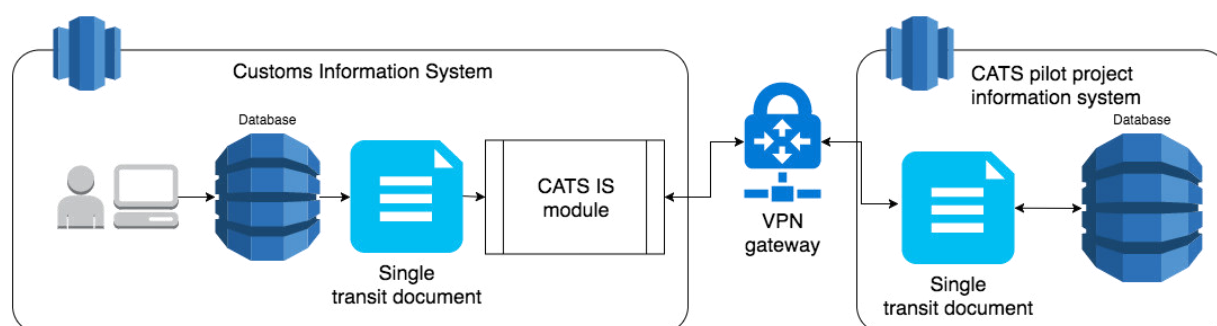 Customs Information System
Database
Single
transit document
CATS IS
module
VPN
gateway
CATS pilot project
information system
Database
Single
transit document